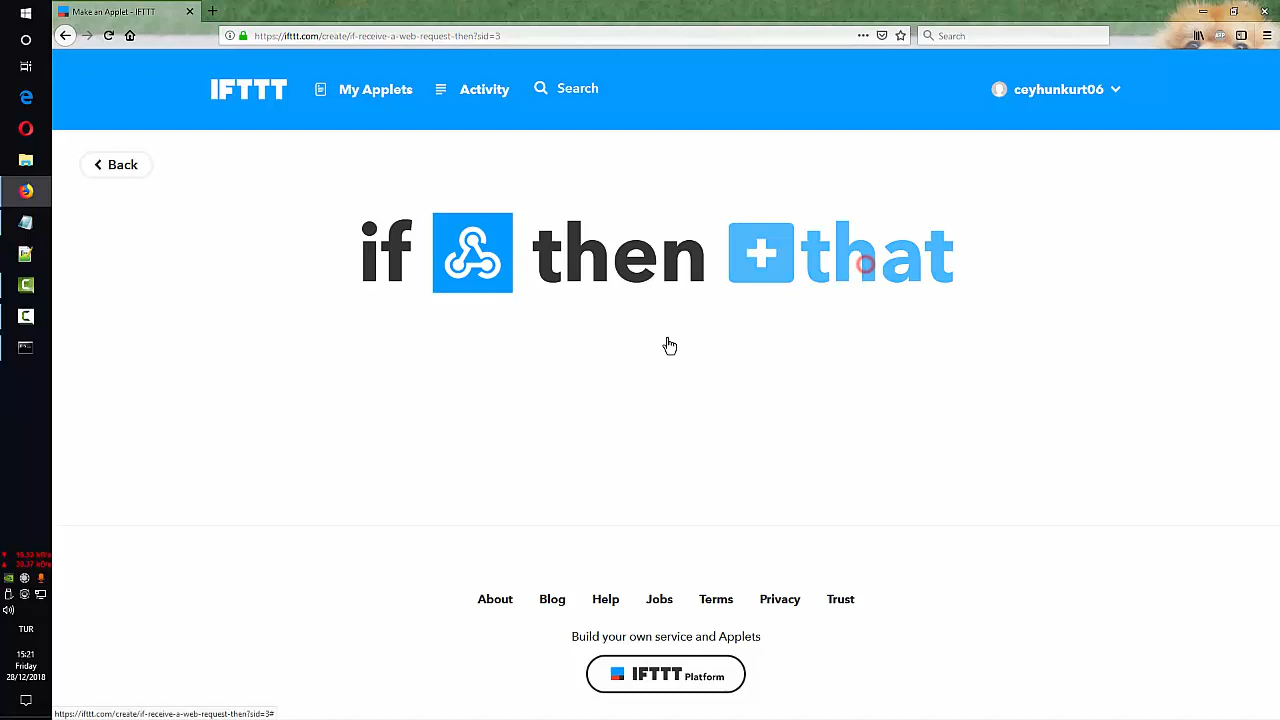 Make an Applet - IFTTT
https://ifttt.com/create/if-receive-a-web-request-then?sid=3
Search
IFTTT
My Applets
Activity
Search
ceyhunkurt06
Back
if then + that
About Blog Help Jobs Terms Privacy Trust
Build your own service and Applets
IFTTT Platform
TUR
15:21
Friday
28/12/2018
https://ifttt.com/create/if-receive-a-web-request-then?sid=3#